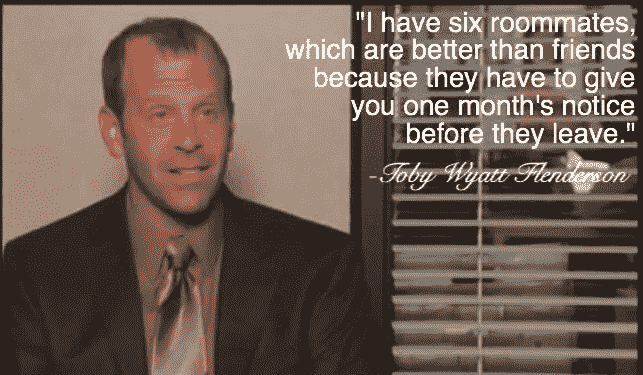 "I have six roommates,
which are better than friends
because they have to give
you one month's notice
before they leave."
-Toby Wyatt Flenderson